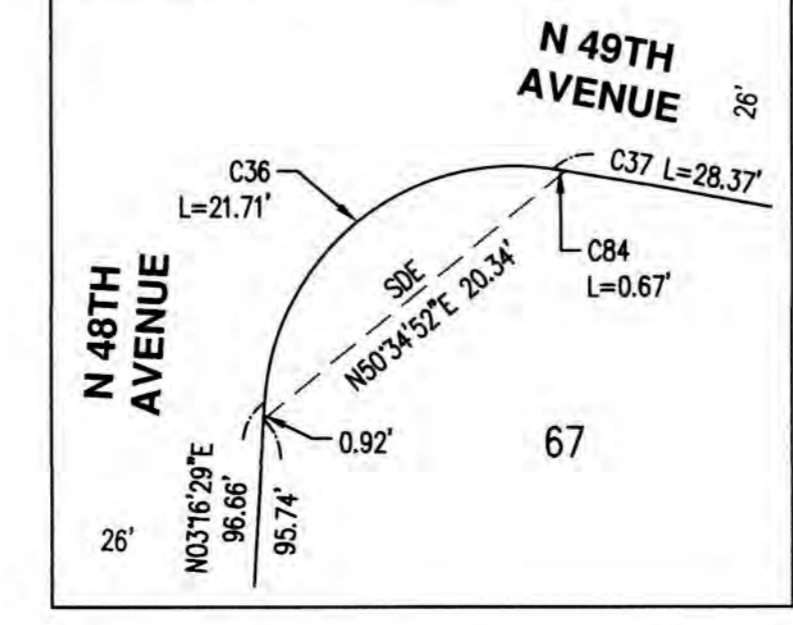 N 49TH
AVENUE
26'
C36
L=21.71'
C37 L=28.37'
C84
L=0.67'
SDE
N50°34'52"E 20.34'
N 48TH
AVENUE
0.92'
67
N03°16'29"E
96.66'
95.74'
26'